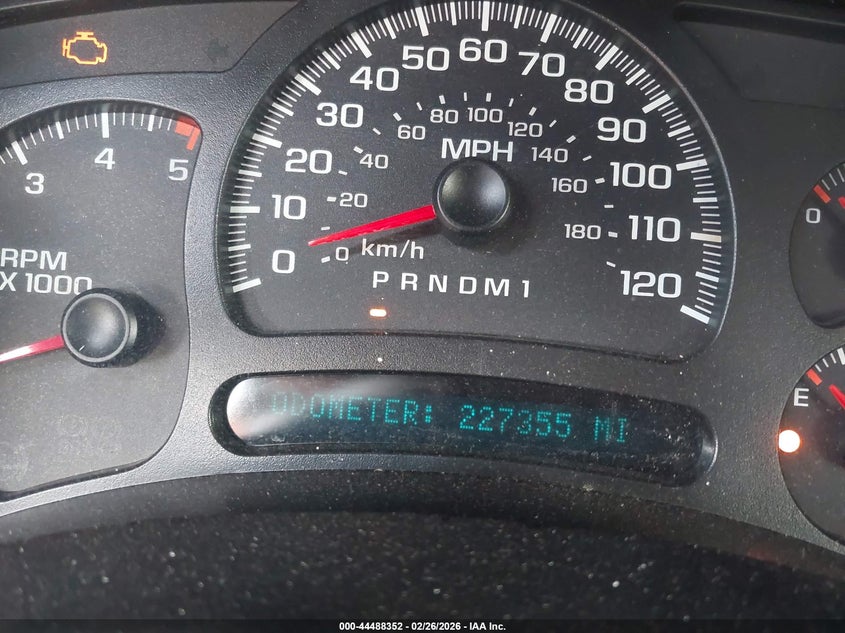 10 20 30 40 50 60 70 80 90 100 110 120
0
MPH
0 20 40 60 80 100 120 140 160 180
km/h
PRNDM1
3 4 5
RPM
X 1000
0
E
ODOMETER: 227355 MI
000-44488352 / 02/26/2026 - IAA Inc.